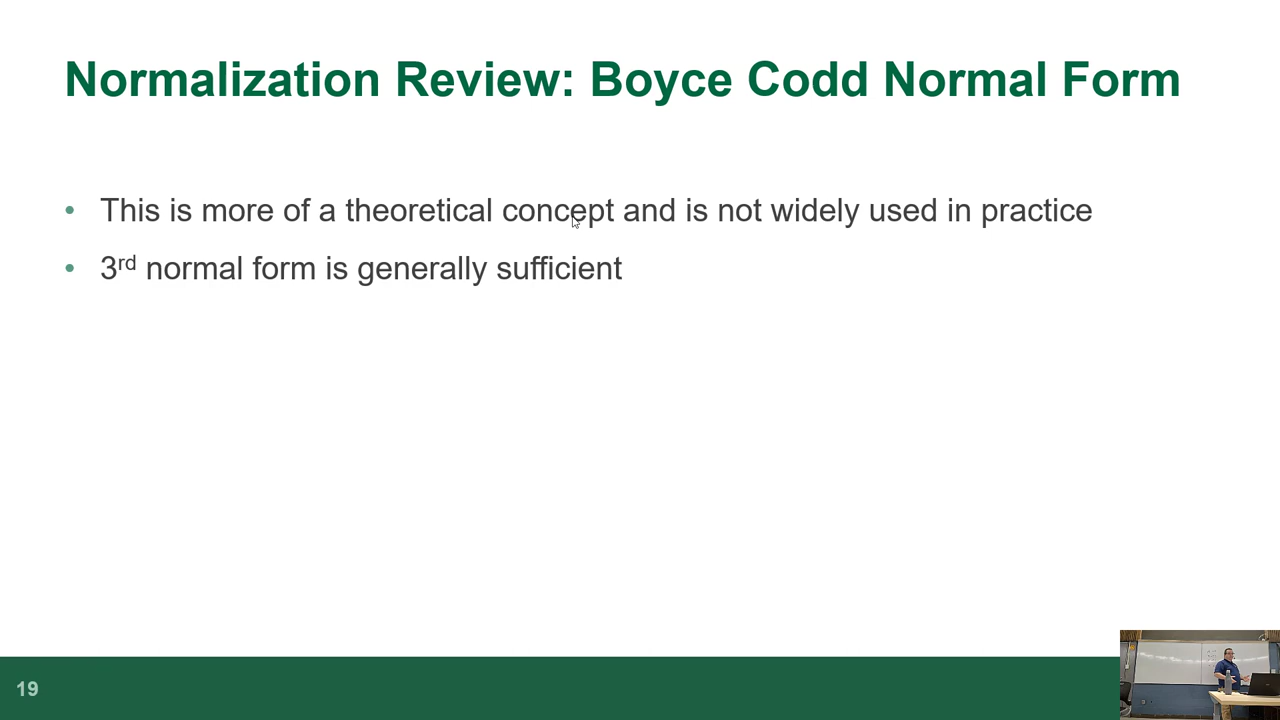 Normalization Review: Boyce Codd Normal Form
• This is more of a theoretical concept and is not widely used in practice
• 3rd normal form is generally sufficient
19